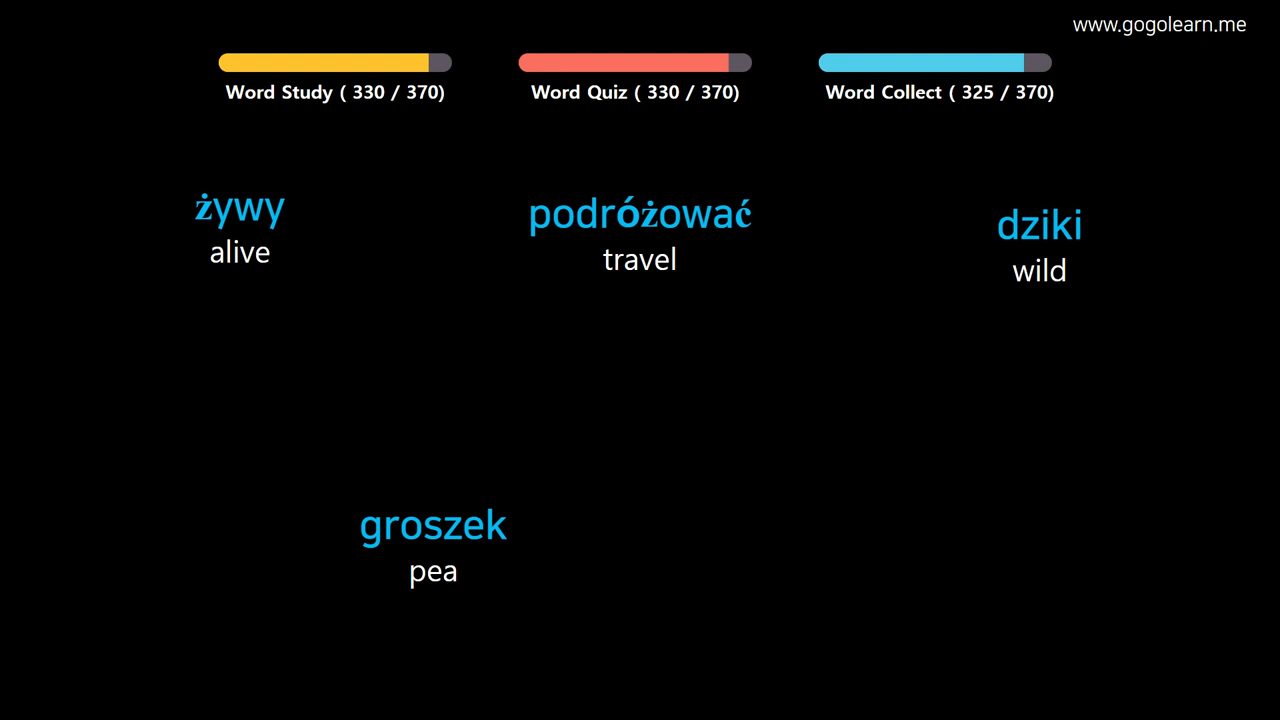 www.gogolearn.me
Word Study ( 330 / 370)
Word Quiz ( 330 / 370)
Word Collect ( 325 / 370)
żywy
alive
podróżować
travel
dziki
wild
groszek
pea